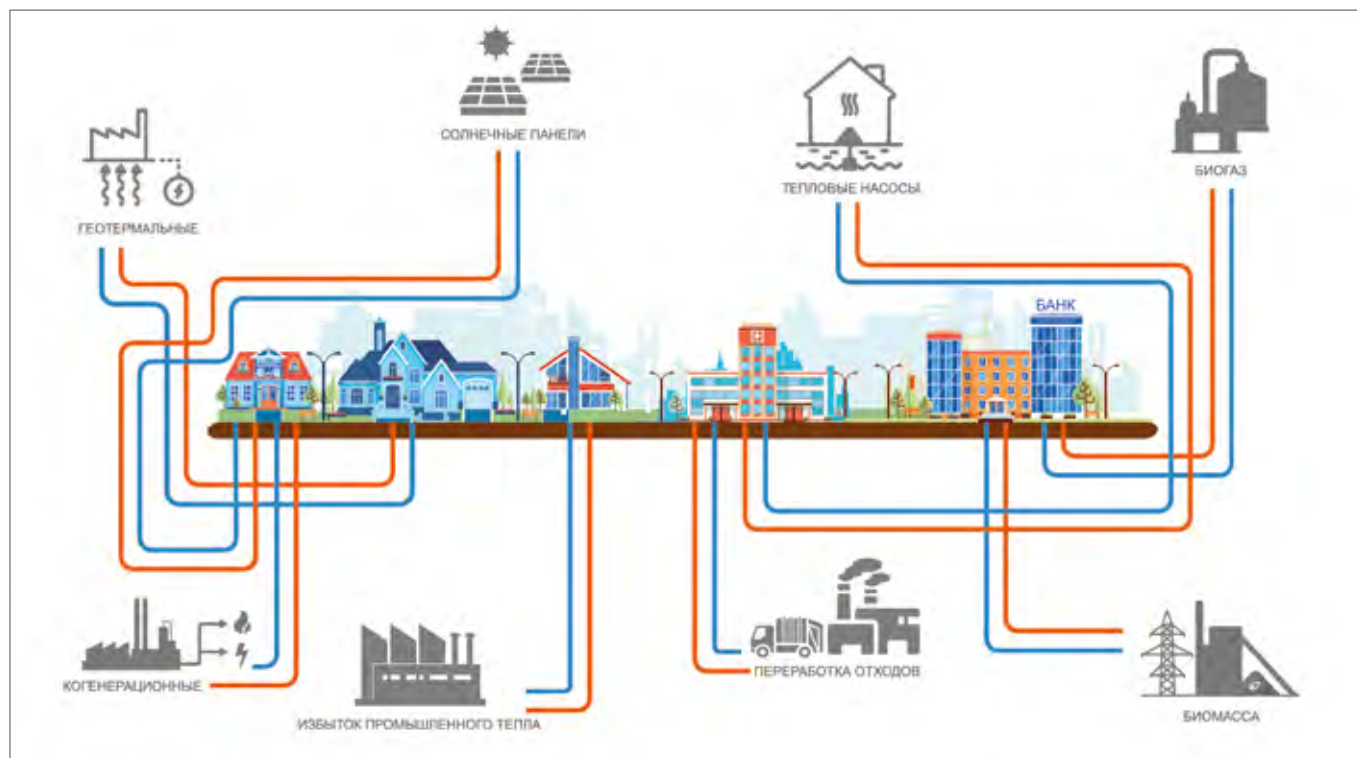 СОЛНЕЧНЫЕ ПАНЕЛИ
ТЕПЛОВЫЕ НАСОСЫ
БИОГАЗ
ГЕОТЕРМАЛЬНЫЕ
БАНК
КОГЕНЕРАЦИОННЫЕ
ИЗБЫТОК ПРОМЫШЛЕННОГО ТЕПЛА
ПЕРЕРАБОТКА ОТХОДОВ
БИОМАССА